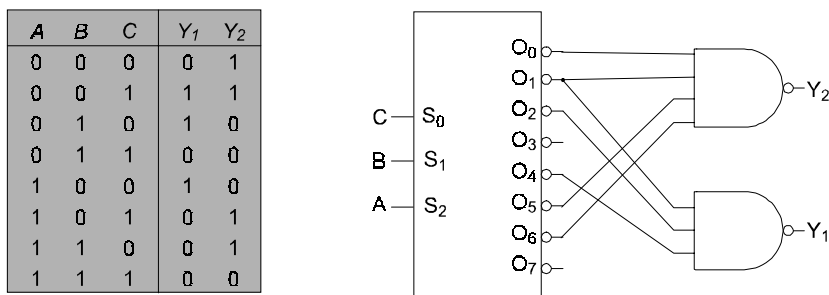 A B C Y1 Y2
0 0 0 0 1
0 0 1 1 1
0 1 0 1 0
0 1 1 0 0
1 0 0 1 0
1 0 1 0 1
1 1 0 0 1
1 1 1 0 0
C S0
B S1
A S2
O0
O1
O2
O3
O4
O5
O6
O7
Y2
Y1